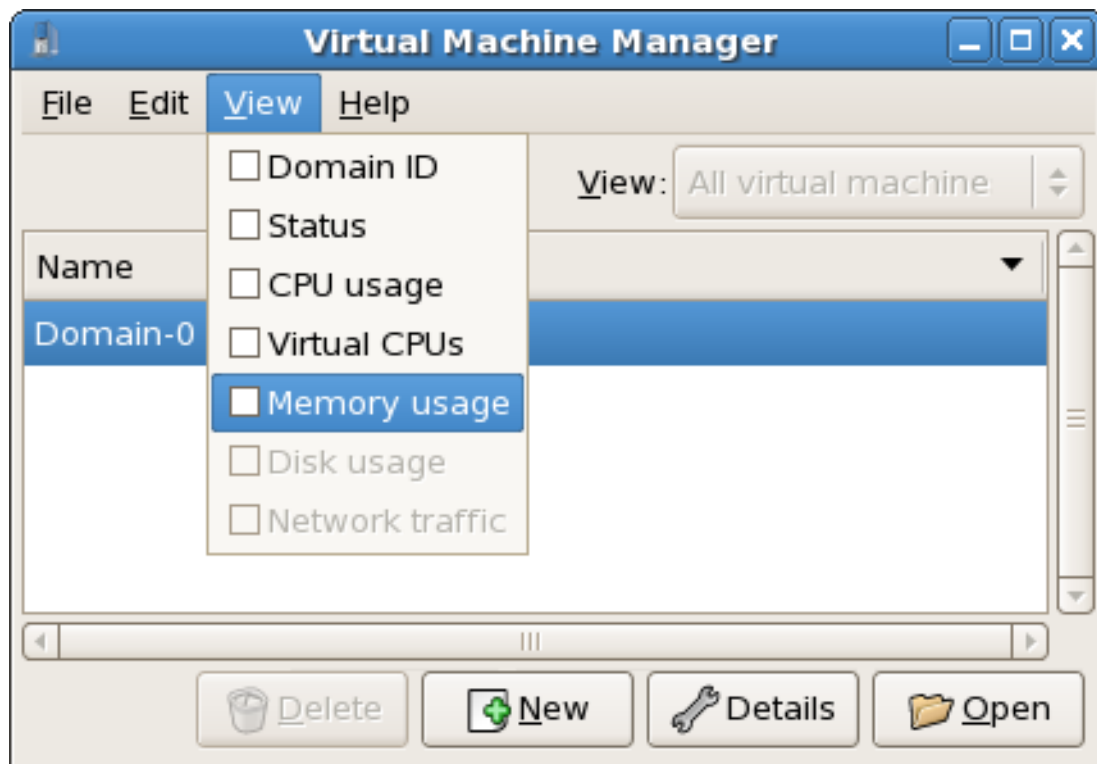 Virtual Machine Manager
File Edit View Help
View: All virtual machine
Domain ID
Status
CPU usage
Virtual CPUs
Memory usage
Disk usage
Network traffic
Name
Domain-0
Delete New Details Open